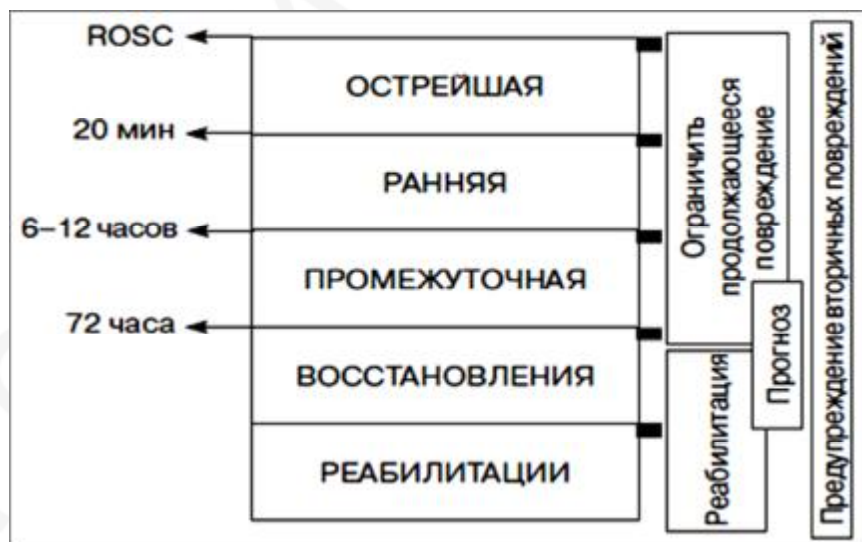 ROSC
ОСТРЕЙШАЯ
20 мин
РАННЯЯ
6–12 часов
ПРОМЕЖУТОЧНАЯ
72 часа
ВОССТАНОВЛЕНИЯ
РЕАБИЛИТАЦИИ
Ограничить
продолжающееся
повреждение
Прогноз
Реабилитация
Предупреждение вторичных повреждений